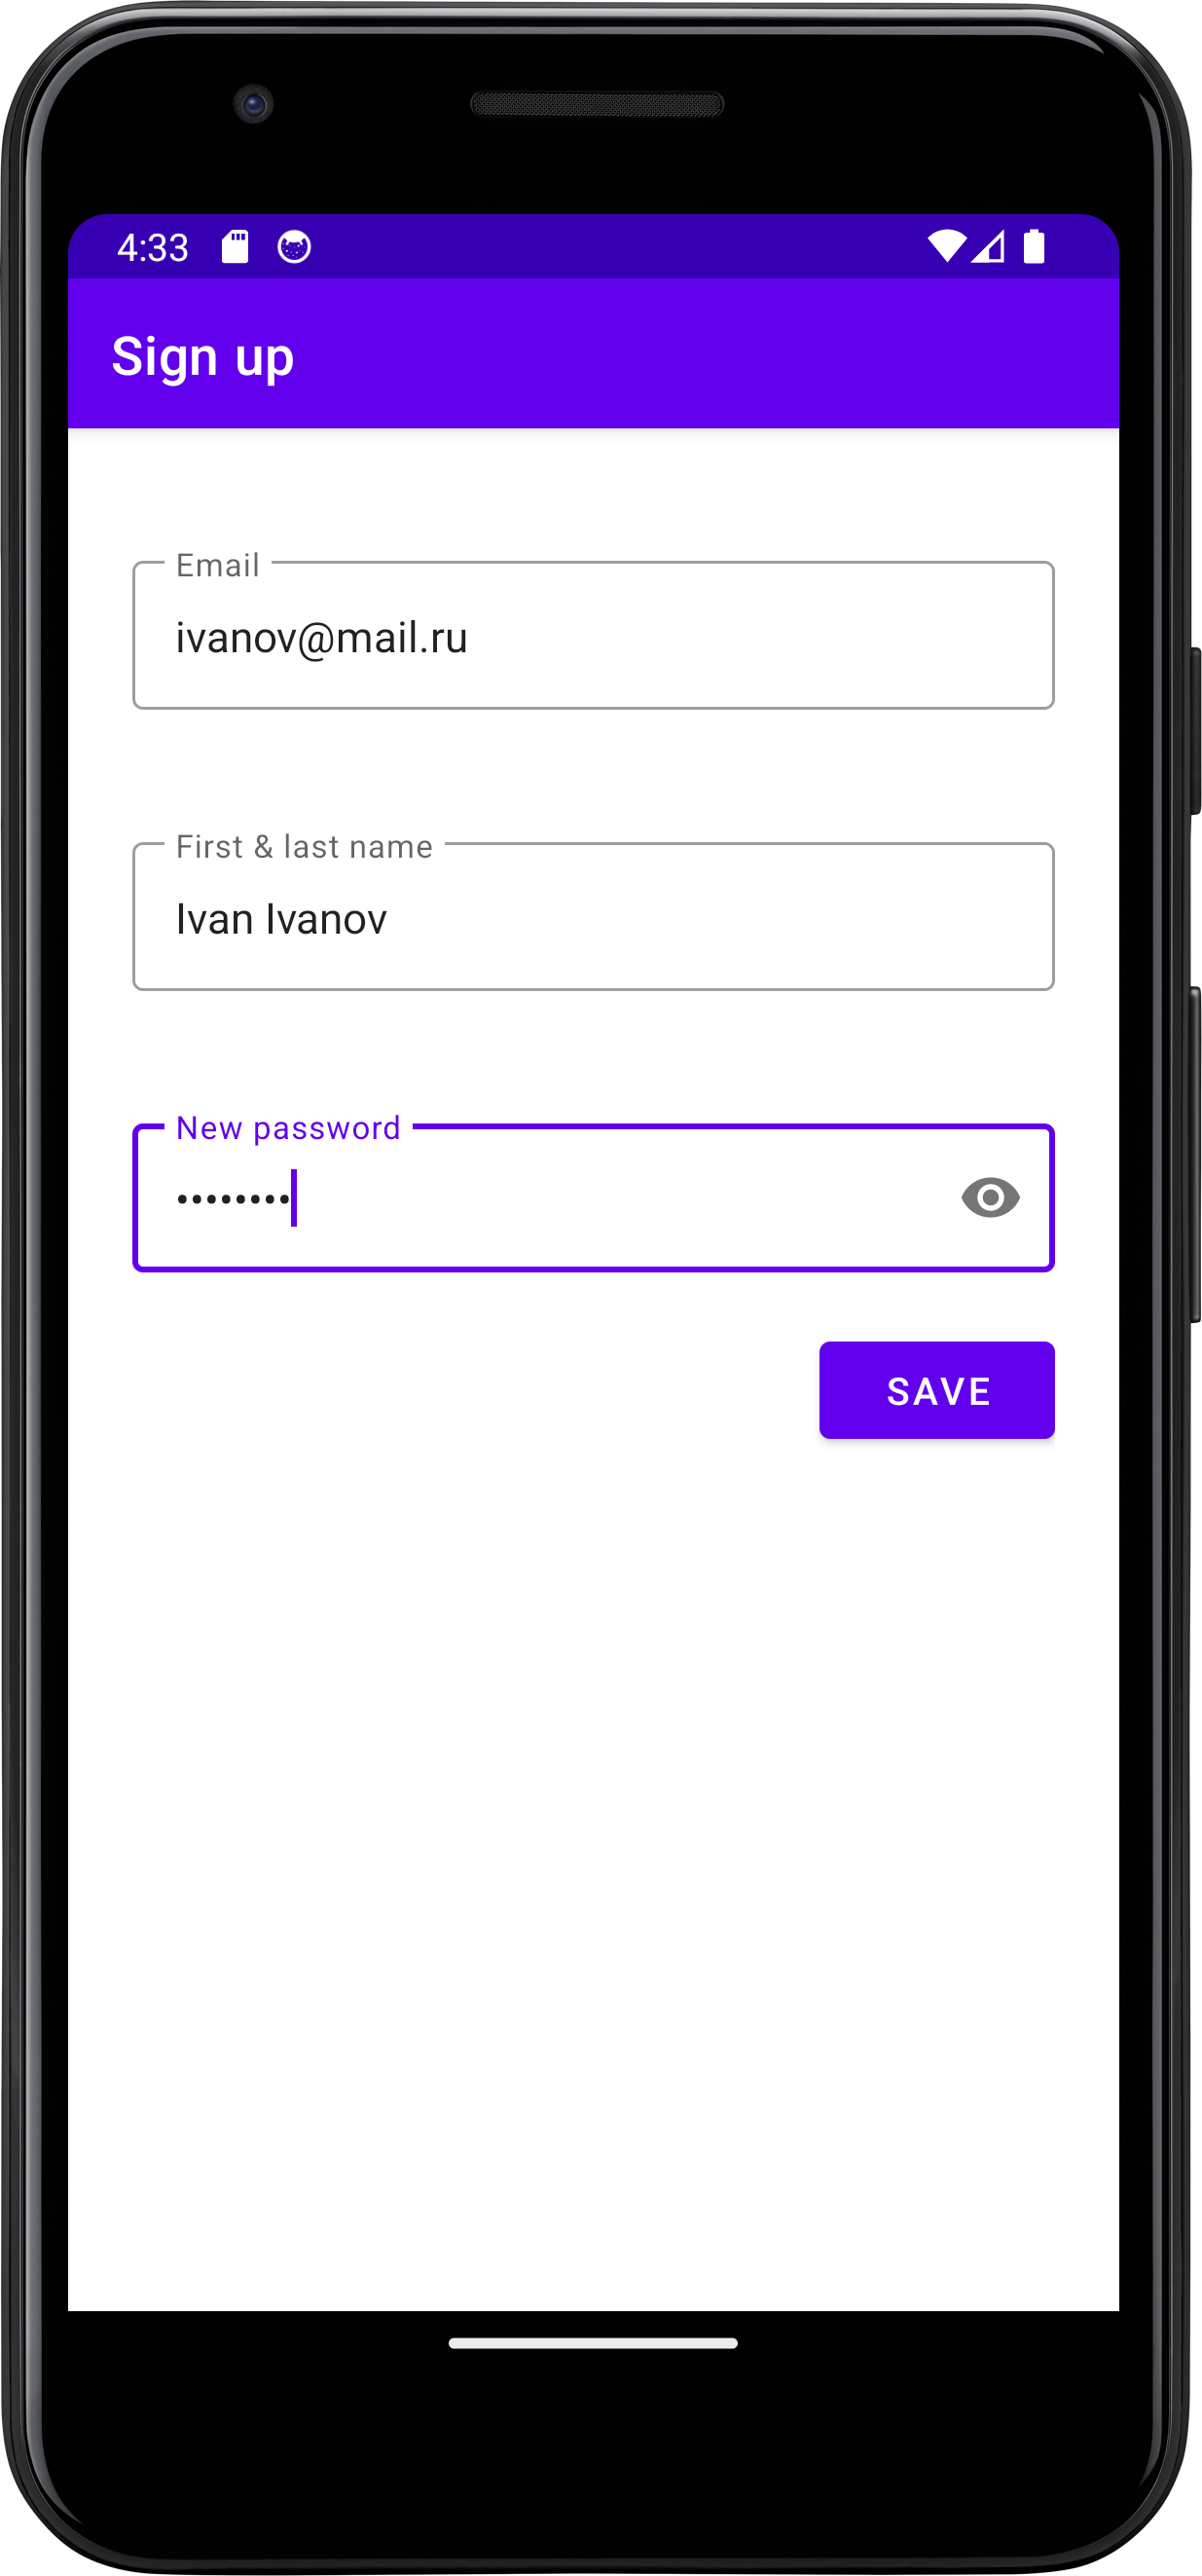 4:33
Sign up
Email
ivanov@mail.ru
First & last name
Ivan Ivanov
New password
••••••••
SAVE